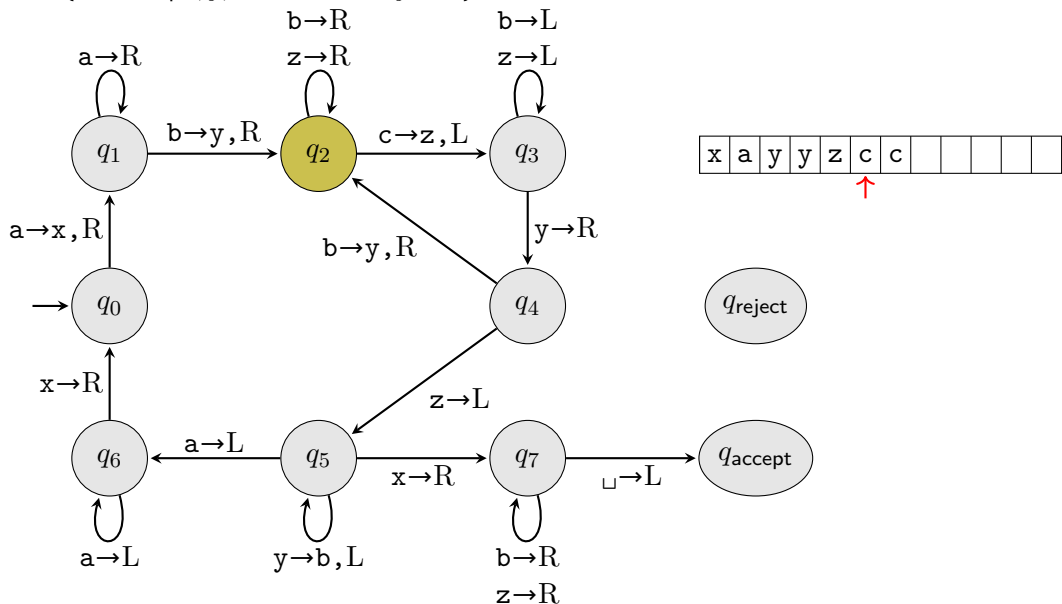 b→R
b→L
a→R
z→R
z→L
q1
b→y,R
q2
c→z,L
q3
x a y y z c c
a→x,R
b→y,R
y→R
q0
q4
qreject
x→R
z→L
q6
a→L
q5
x→R
q7
␣→L
qaccept
a→L
y→b,L
b→R
z→R